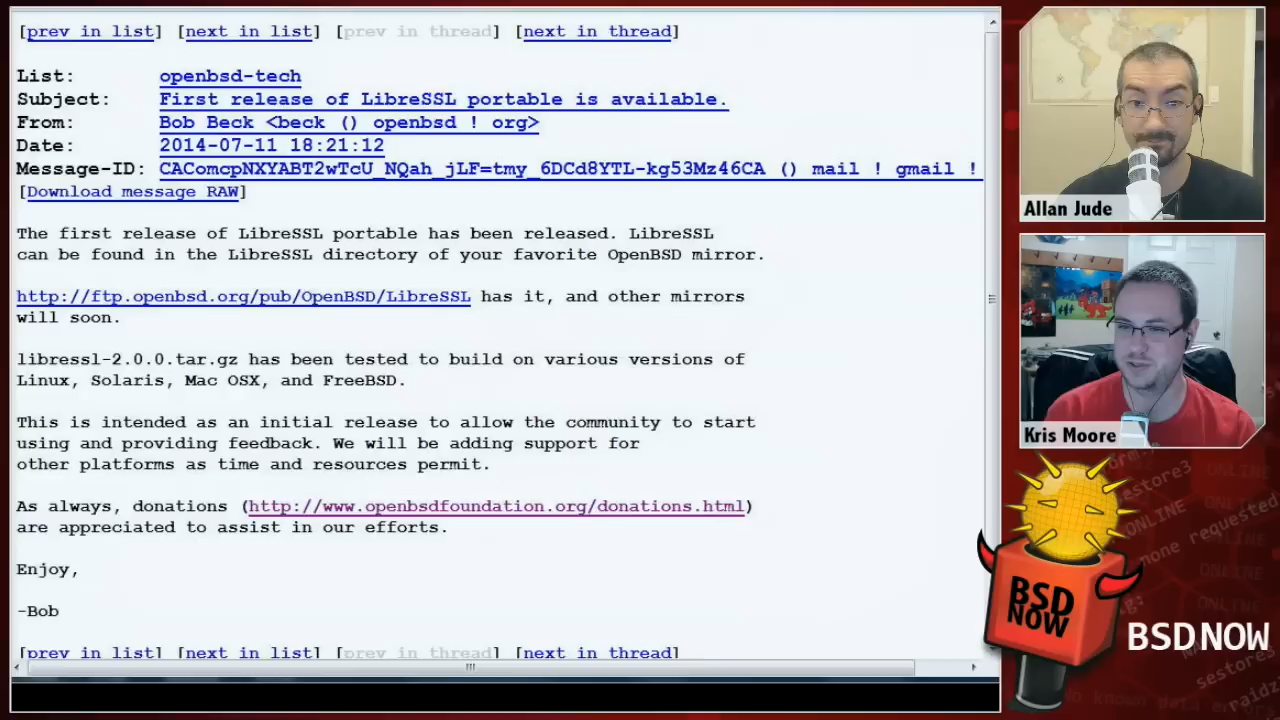 [prev in list] [next in list] [prev in thread] [next in thread]
List: openbsd-tech
Subject: First release of LibreSSL portable is available.
From: Bob Beck <beck () openbsd ! org>
Date: 2014-07-11 18:21:12
Message-ID: CAComcpNXYABT2wTcU_NQah_jLF=tmy_6DCd8YTL-kg53Mz46CA () mail ! gmail !
[Download message RAW]
The first release of LibreSSL portable has been released. LibreSSL
can be found in the LibreSSL directory of your favorite OpenBSD mirror.
http://ftp.openbsd.org/pub/OpenBSD/LibreSSL has it, and other mirrors
will soon.
libressl-2.0.0.tar.gz has been tested to build on various versions of
Linux, Solaris, Mac OSX, and FreeBSD.
This is intended as an initial release to allow the community to start
using and providing feedback. We will be adding support for
other platforms as time and resources permit.
As always, donations (http://www.openbsdfoundation.org/donations.html)
are appreciated to assist in our efforts.
Enjoy,
-Bob
[prev in list] [next in list] [prev in thread] [next in thread]
Allan Jude
Kris Moore
BSD
NOW
BSD NOW